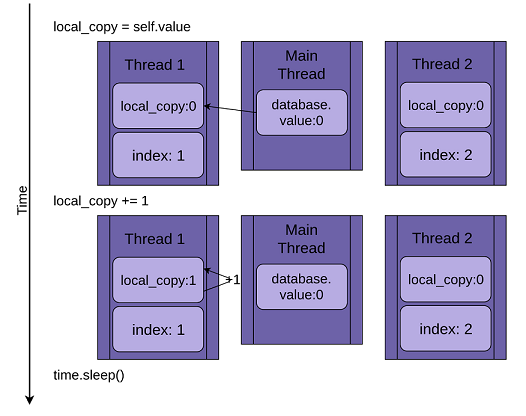 local_copy = self.value
Thread 1
local_copy:0
index: 1
Main
Thread
database.
value:0
Thread 2
local_copy:0
index: 2
Time
local_copy += 1
Thread 1
local_copy:1
+1
index: 1
Main
Thread
database.
value:0
Thread 2
local_copy:0
index: 2
time.sleep()